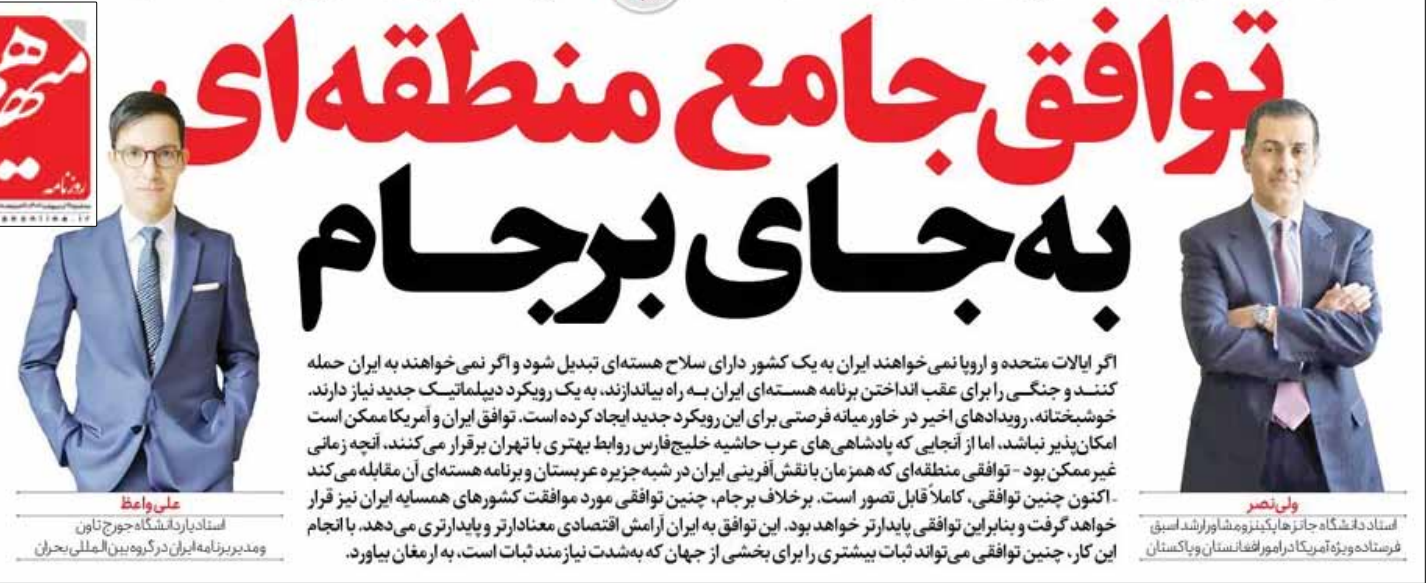 توافق جامع منطقه‌ای
به‌جای برجام
اگر ایالات متحده و اروپا نمی‌خواهند ایران به یک کشور دارای سلاح هسته‌ای تبدیل شود و اگر نمی‌خواهند به ایران حمله
کنند و جنگی را برای عقب انداختن برنامه هسته‌ای ایران به راه بیاندازند، به یک رویکرد دیپلماتیک جدید نیاز دارند.
خوشبختانه، رویدادهای اخیر در خاورمیانه فرصتی برای این رویکرد جدید ایجاد کرده است. توافق ایران و آمریکا ممکن است
امکان‌پذیر نباشد، اما از آنجایی که پادشاهی‌های عرب حاشیه خلیج‌فارس روابط بهتری با تهران برقرار می‌کنند، آنچه زمانی
غیرممکن بود - توافقی منطقه‌ای که همزمان با نقش‌آفرینی ایران در شبه‌جزیره عربستان و برنامه هسته‌ای آن مقابله می‌کند
- اکنون چنین توافقی، کاملاً قابل تصور است. برخلاف برجام، چنین توافقی مورد موافقت کشورهای همسایه ایران نیز قرار
خواهد گرفت و بنابراین توافقی پایدارتر خواهد بود. این توافق به ایران آرامش اقتصادی معنادارتر و پایدارتری می‌دهد. با انجام
این کار، چنین توافقی می‌تواند ثبات بیشتری را برای بخشی از جهان که به‌شدت نیازمند ثبات است، به ارمغان بیاورد.
ولی نصر
استاد دانشگاه جانز هاپکینز و مشاور ارشد اسبق
فرستاده ویژه آمریکا در امور افغانستان و پاکستان
علی واعظ
استادیار دانشگاه جورج تاون
و مدیر برنامه ایران در گروه بین‌المللی بحران
هم میهن
روزنامه